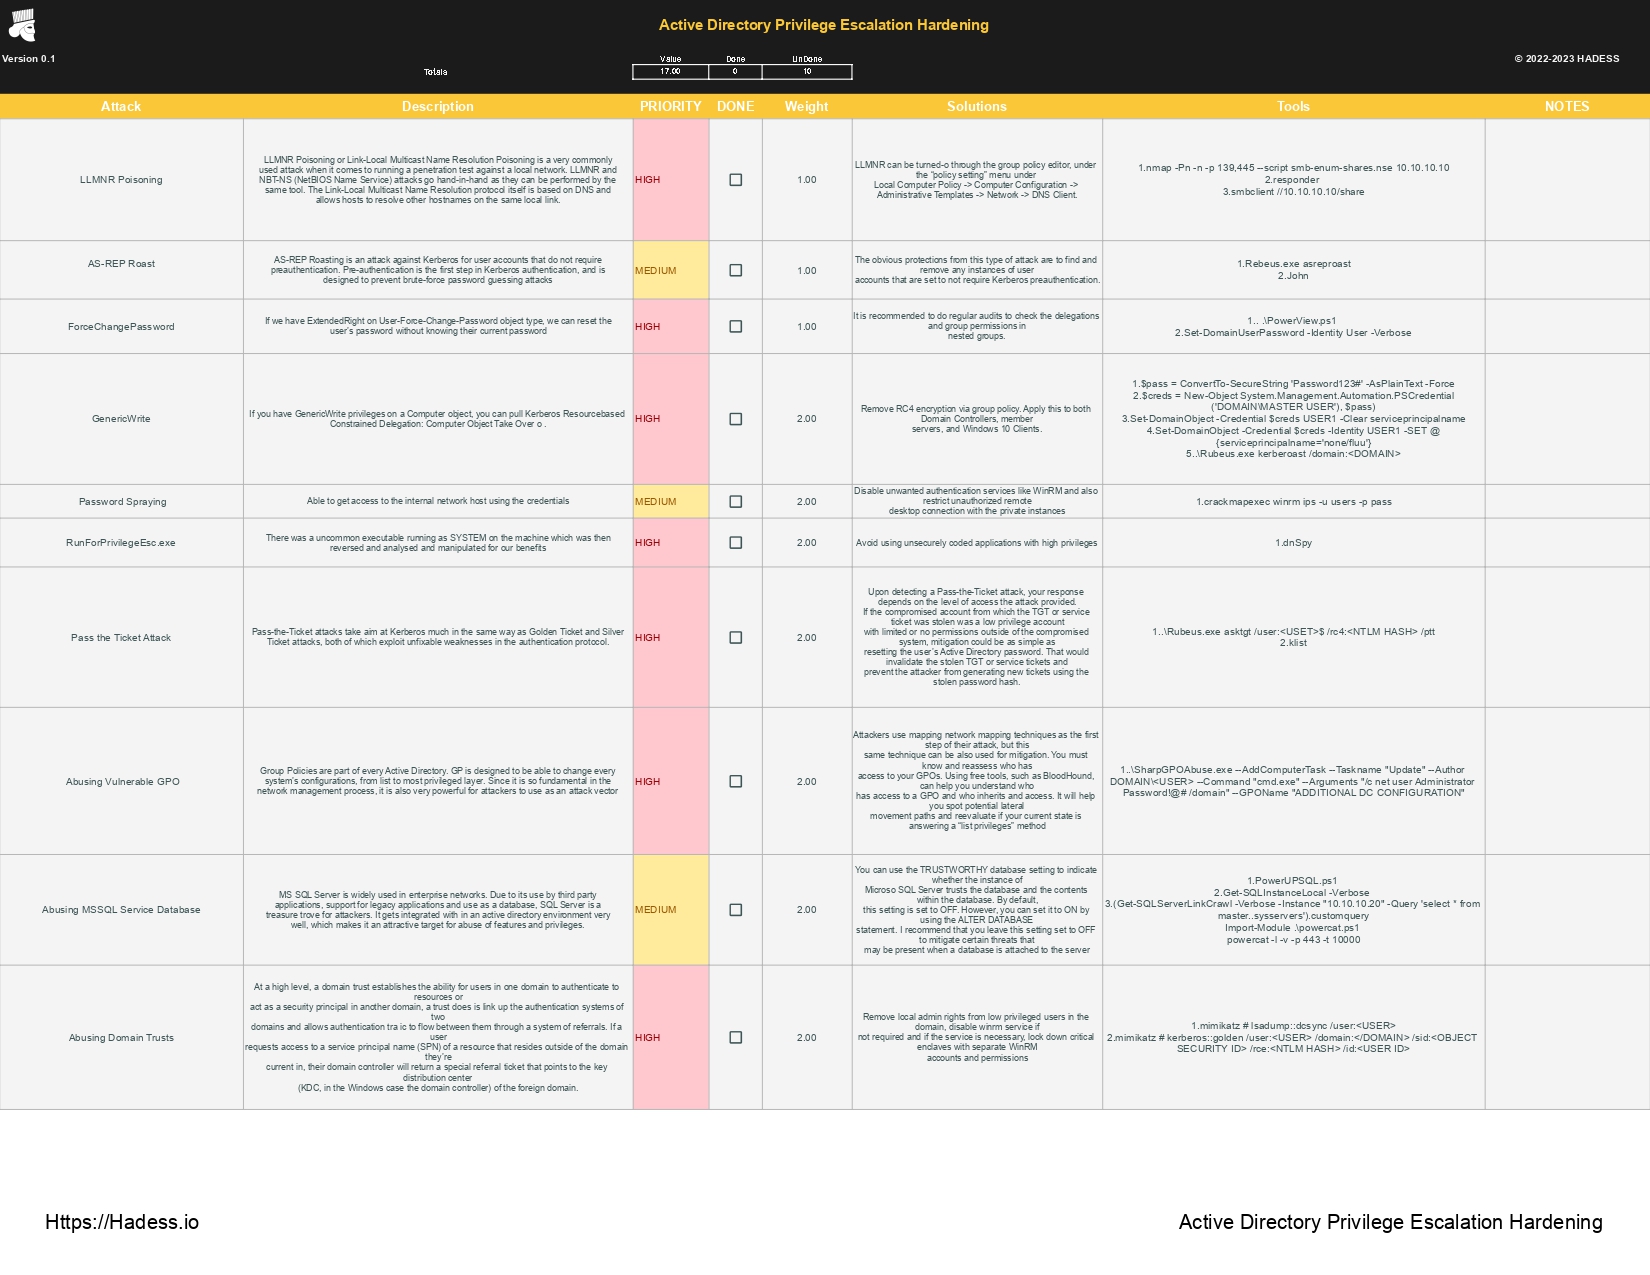 Active Directory Privilege Escalation Hardening
Version 0.1
© 2022-2023 HADESS
Value Done UnDone
Totals 17.00 0 10
Attack Description PRIORITY DONE Weight Solutions Tools NOTES
LLMNR Poisoning
LLMNR Poisoning or Link-Local Multicast Name Resolution Poisoning is a very commonly
used attack when it comes to running a penetration test against a local network. LLMNR and
NBT-NS (NetBIOS Name Service) attacks go hand-in-hand as they can be performed by the
same tool. The Link-Local Multicast Name Resolution protocol itself is based on DNS and
allows hosts to resolve other hostnames on the same local link.
HIGH
1.00
LLMNR can be turned-o through the group policy editor, under
the “policy setting” menu under
Local Computer Policy -> Computer Configuration ->
Administrative Templates -> Network -> DNS Client.
1.nmap -Pn -n -p 139,445 --script smb-enum-shares.nse 10.10.10.10
2.responder
3.smbclient //10.10.10.10/share
AS-REP Roast
AS-REP Roasting is an attack against Kerberos for user accounts that do not require
preauthentication. Pre-authentication is the first step in Kerberos authentication, and is
designed to prevent brute-force password guessing attacks
MEDIUM
1.00
The obvious protections from this type of attack are to find and
remove any instances of user
accounts that are set to not require Kerberos preauthentication.
1.Rebeus.exe asreproast
2.John
ForceChangePassword
If we have ExtendedRight on User-Force-Change-Password object type, we can reset the
user's password without knowing their current password
HIGH
1.00
It is recommended to do regular audits to check the delegations
and group permissions in
nested groups.
1.. .\PowerView.ps1
2.Set-DomainUserPassword -Identity User -Verbose
GenericWrite
If you have GenericWrite privileges on a Computer object, you can pull Kerberos Resourcebased
Constrained Delegation: Computer Object Take Over o .
HIGH
2.00
Remove RC4 encryption via group policy. Apply this to both
Domain Controllers, member
servers, and Windows 10 Clients.
1.$pass = ConvertTo-SecureString 'Password123#' -AsPlainText -Force
2.$creds = New-Object System.Management.Automation.PSCredential
('DOMAIN\MASTER USER'), $pass)
3.Set-DomainObject -Credential $creds USER1 -Clear serviceprincipalname
4.Set-DomainObject -Credential $creds -Identity USER1 -SET @
{serviceprincipalname='none/fluu'}
5..\Rubeus.exe kerberoast /domain:<DOMAIN>
Password Spraying
Able to get access to the internal network host using the credentials
MEDIUM
2.00
Disable unwanted authentication services like WinRM and also
restrict unauthorized remote
desktop connection with the private instances
1.crackmapexec winrm ips -u users -p pass
RunForPrivilegeEsc.exe
There was a uncommon executable running as SYSTEM on the machine which was then
reversed and analysed and manipulated for our benefits
HIGH
2.00
Avoid using unsecurely coded applications with high privileges
1.dnSpy
Pass the Ticket Attack
Pass-the-Ticket attacks take aim at Kerberos much in the same way as Golden Ticket and Silver
Ticket attacks, both of which exploit unfixable weaknesses in the authentication protocol.
HIGH
2.00
Upon detecting a Pass-the-Ticket attack, your response
depends on the level of access the attack provided.
If the compromised account from which the TGT or service
ticket was stolen was a low privilege account
with limited or no permissions outside of the compromised
system, mitigation could be as simple as
resetting the user's Active Directory password. That would
invalidate the stolen TGT or service tickets and
prevent the attacker from generating new tickets using the
stolen password hash.
1..\Rubeus.exe asktgt /user:<USET>$ /rc4:<NTLM HASH> /ptt
2.klist
Abusing Vulnerable GPO
Group Policies are part of every Active Directory. GP is designed to be able to change every
system's configurations, from list to most privileged layer. Since it is so fundamental in the
network management process, it is also very powerful for attackers to use as an attack vector
HIGH
2.00
Attackers use mapping network mapping techniques as the first
step of their attack, but this
same technique can be also used for mitigation. You must
know and reassess who has
access to your GPOs. Using free tools, such as BloodHound,
can help you understand who
has access to a GPO and who inherits and access. It will help
you spot potential lateral
movement paths and reevaluate if your current state is
answering a “list privileges” method
1..\SharpGPOAbuse.exe --AddComputerTask --Taskname "Update" --Author
DOMAIN\<USER> --Command "cmd.exe" --Arguments "/c net user Administrator
Password!@# /domain" --GPOName "ADDITIONAL DC CONFIGURATION"
Abusing MSSQL Service Database
MS SQL Server is widely used in enterprise networks. Due to its use by third party
applications, support for legacy applications and use as a database, SQL Server is a
treasure trove for attackers. It gets integrated with in an active directory environment very
well, which makes it an attractive target for abuse of features and privileges.
MEDIUM
2.00
You can use the TRUSTWORTHY database setting to indicate
whether the instance of
Microso SQL Server trusts the database and the contents
within the database. By default,
this setting is set to OFF. However, you can set it to ON by
using the ALTER DATABASE
statement. I recommend that you leave this setting set to OFF
to mitigate certain threats that
may be present when a database is attached to the server
1.PowerUPSQL.ps1
2.Get-SQLInstanceLocal -Verbose
3.(Get-SQLServerLinkCrawl -Verbose -Instance "10.10.10.20" -Query 'select * from
master..sysservers').customquery
Import-Module .\powercat.ps1
powercat -l -v -p 443 -t 10000
Abusing Domain Trusts
At a high level, a domain trust establishes the ability for users in one domain to authenticate to
resources or
act as a security principal in another domain, a trust does is link up the authentication systems of
two
domains and allows authentication tra ic to flow between them through a system of referrals. If a
user
requests access to a service principal name (SPN) of a resource that resides outside of the domain
they're
current in, their domain controller will return a special referral ticket that points to the key
distribution center
(KDC, in the Windows case the domain controller) of the foreign domain.
HIGH
2.00
Remove local admin rights from low privileged users in the
domain, disable winrm service if
not required and if the service is necessary, lock down critical
enclaves with separate WinRM
accounts and permissions
1.mimikatz # lsadump::dcsync /user:<USER>
2.mimikatz # kerberos::golden /user:<USER> /domain:</DOMAIN> /sid:<OBJECT
SECURITY ID> /rce:<NTLM HASH> /id:<USER ID>
Https://Hadess.io
Active Directory Privilege Escalation Hardening